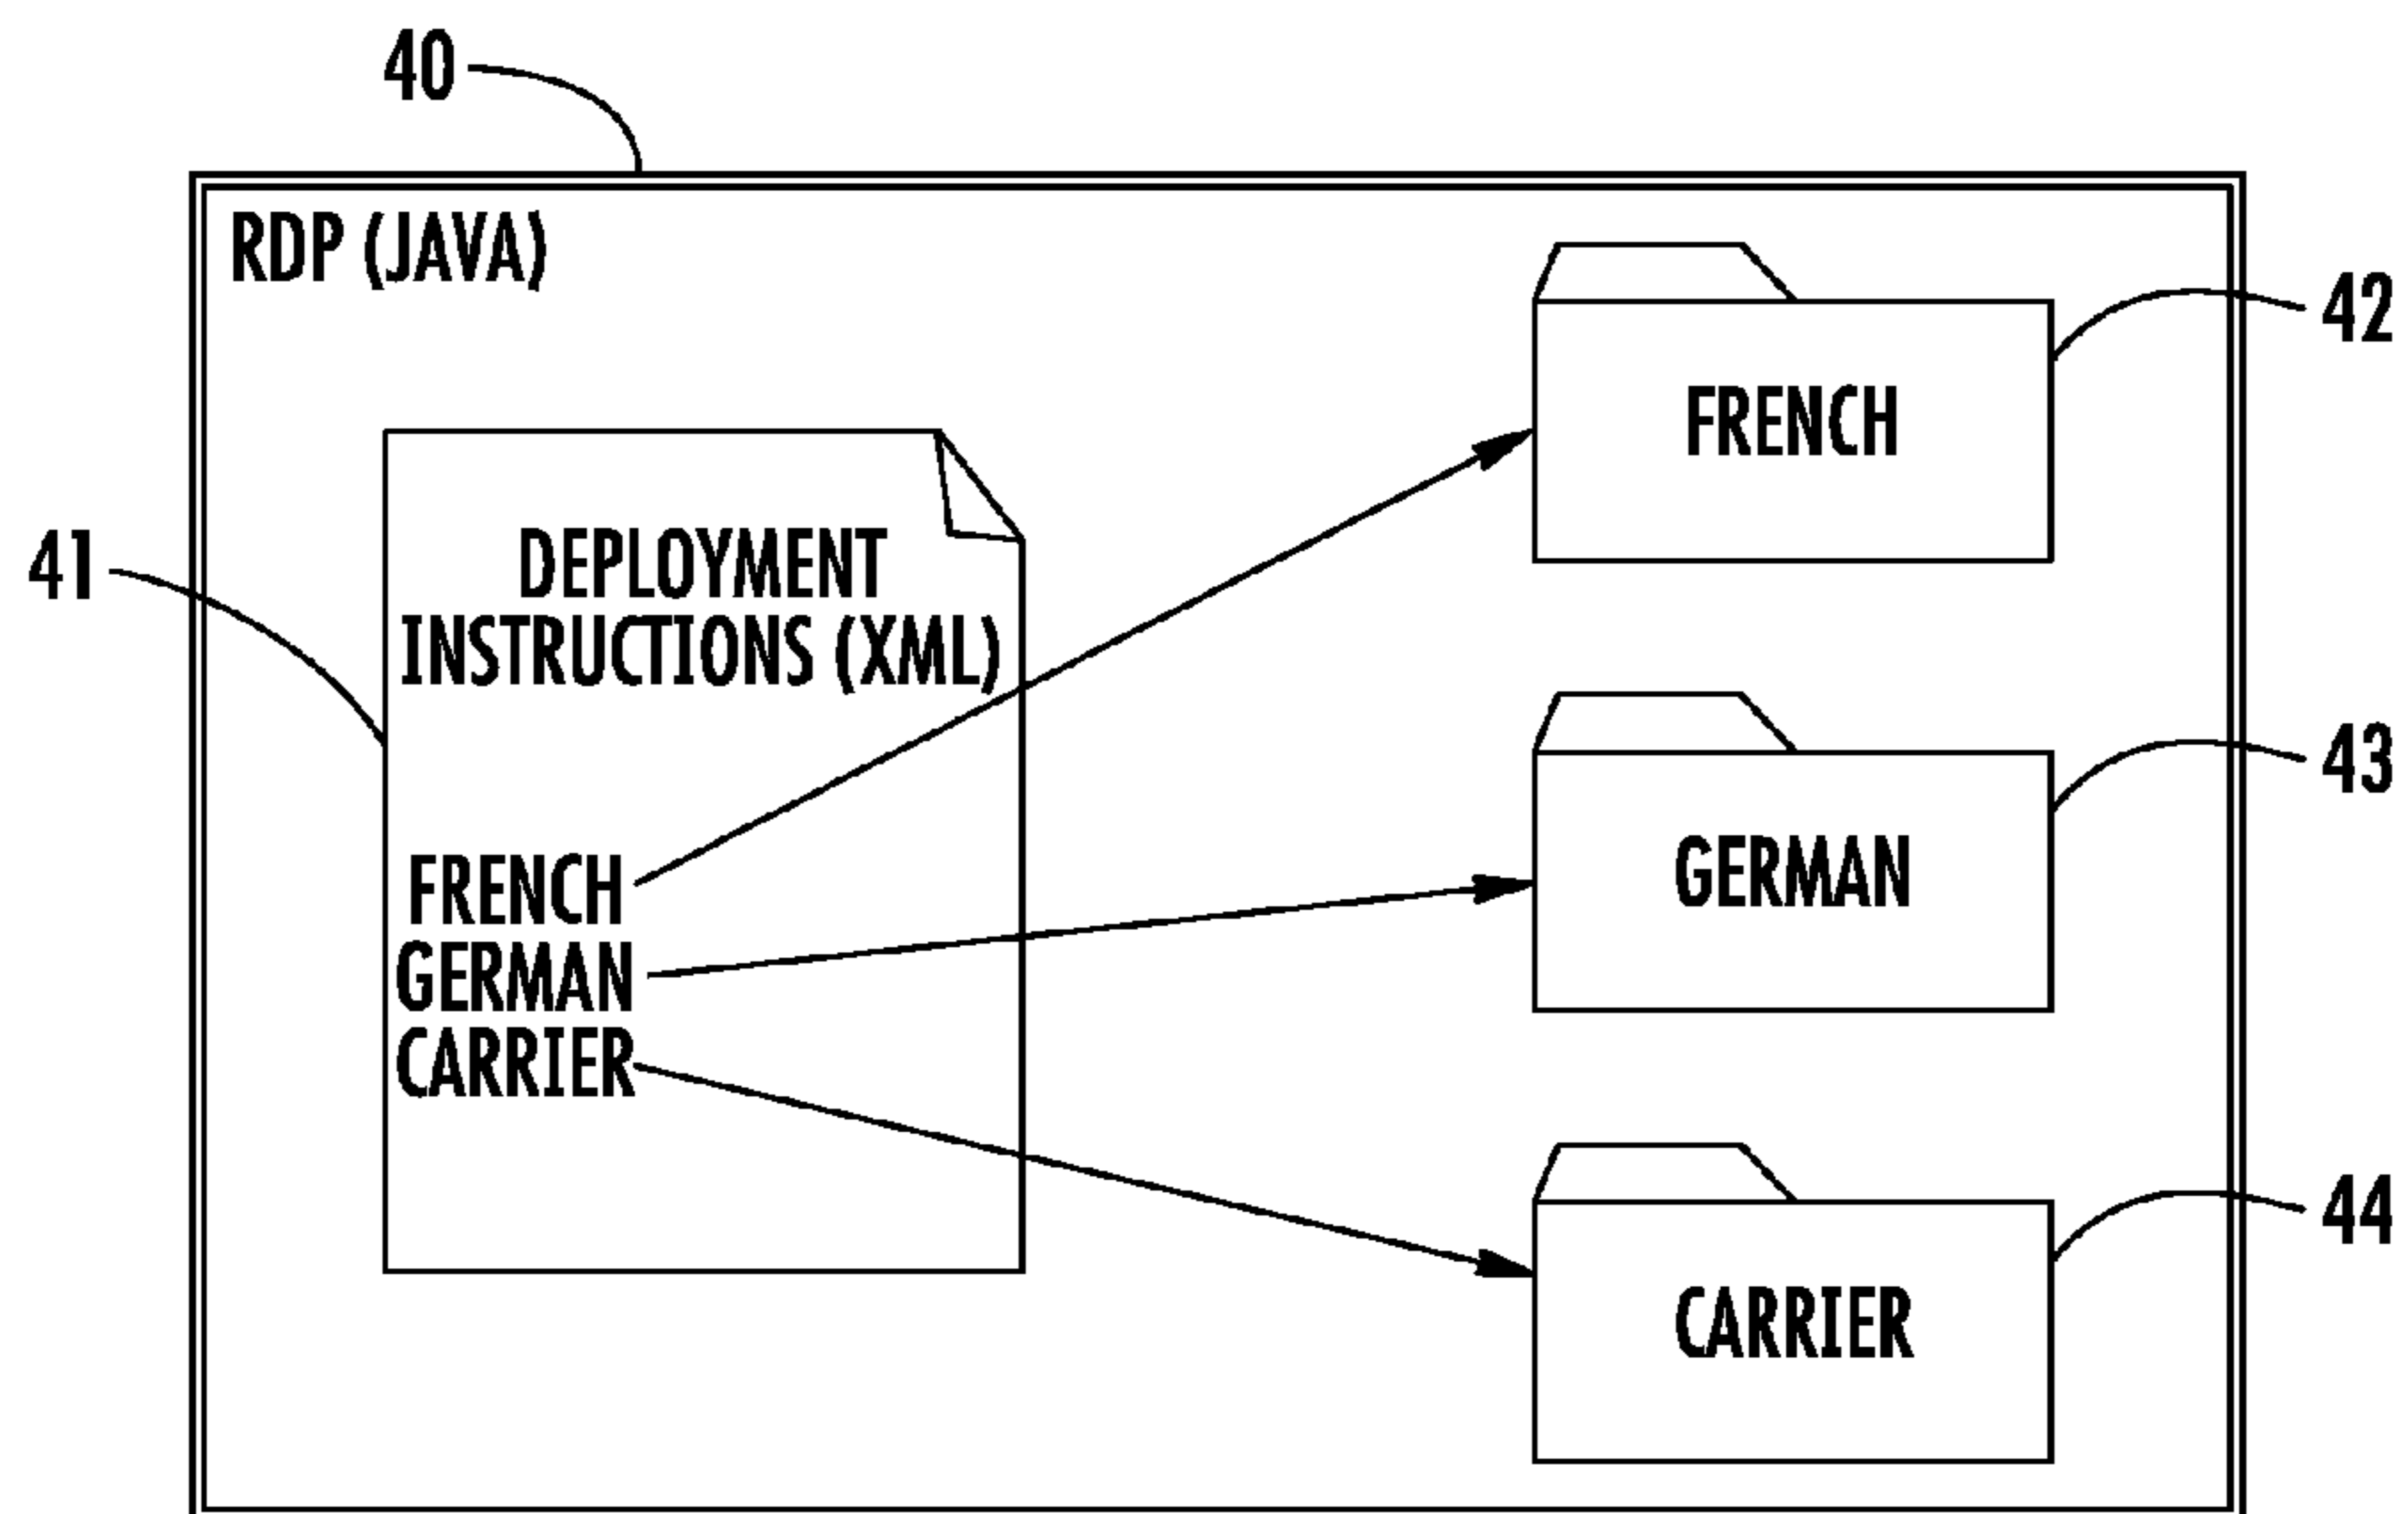 40
RDP (JAVA)
42
FRENCH
41
DEPLOYMENT
INSTRUCTIONS (XML)
FRENCH
GERMAN
CARRIER
43
GERMAN
44
CARRIER